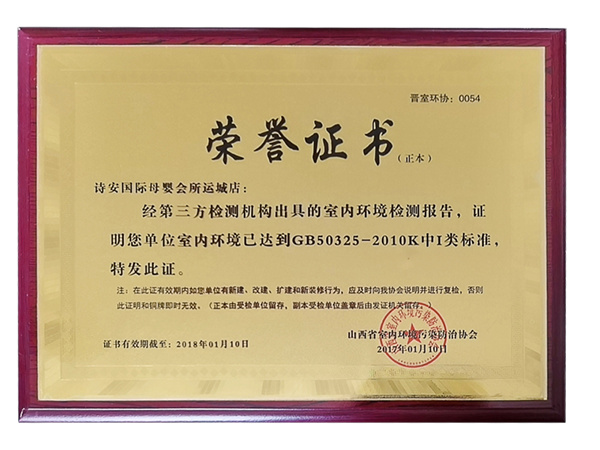 晋室环协：0054
荣誉证书（正本）
诗安国际母婴会所运城店：
经第三方检测机构出具的室内环境检测报告，证
明您单位室内环境已达到GB50325-2010K中I类标准，
特发此证。
注：在此证有效期内如您单位有新建、改建、扩建和新装修行为，应及时向我协会说明并进行复检，否则
此证明和铜牌即时无效。（正本由受检单位留存，副本受检单位盖章后由发证机关留存。）
山西省室内环境污染防治协会
证书有效期截至：2018年01月10日
2017年01月10日